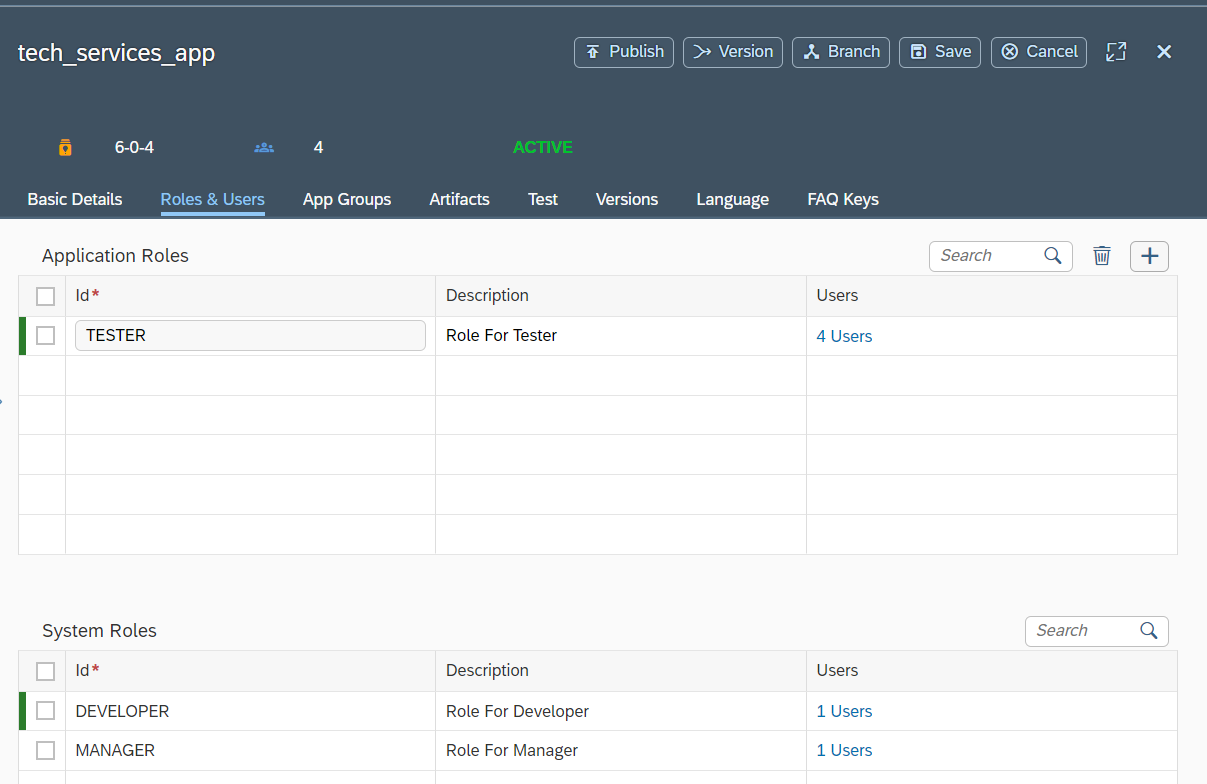 tech_services_app
Publish Version Branch Save Cancel
6-0-4 4 ACTIVE
Basic Details Roles & Users App Groups Artifacts Test Versions Language FAQ Keys
Application Roles Search
Id* Description Users
TESTER Role For Tester 4 Users
System Roles Search
Id* Description Users
DEVELOPER Role For Developer 1 Users
MANAGER Role For Manager 1 Users